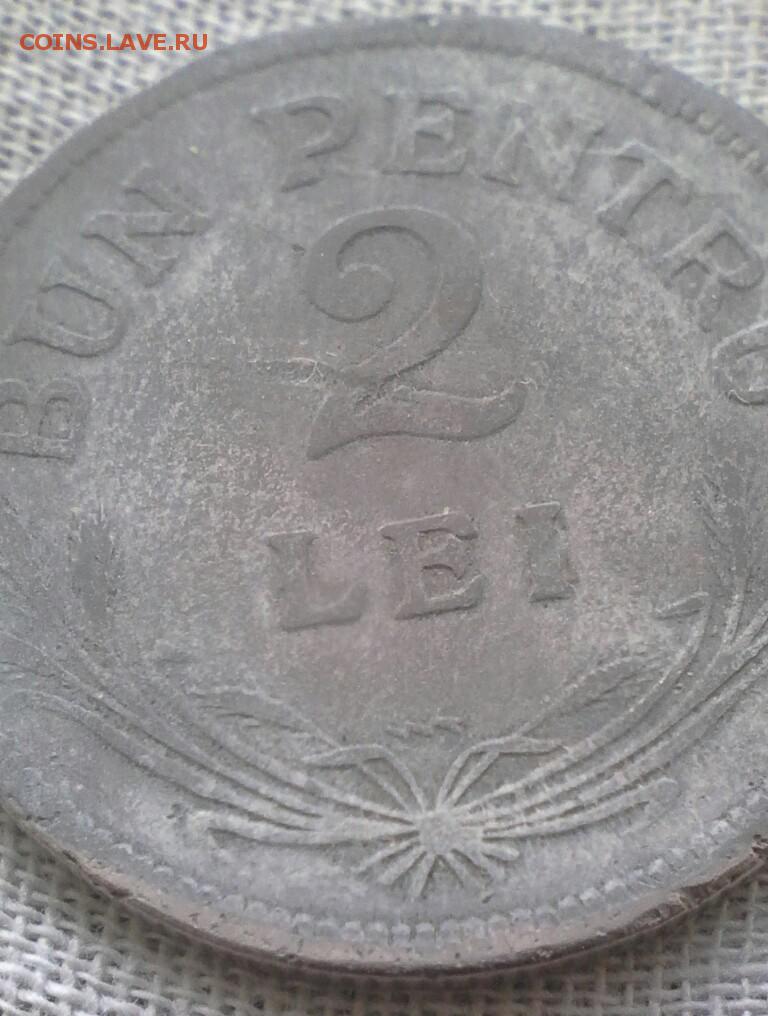 COINS.LAVE.RU
BUN PENTRU
2
LEI